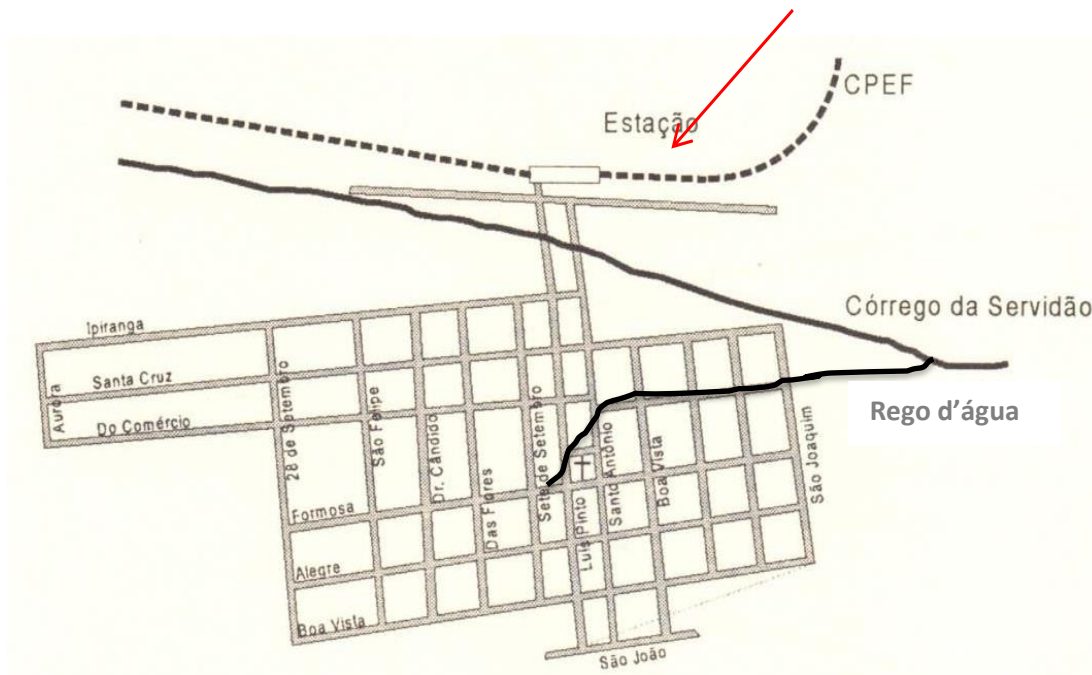 CPEF
Estação
Córrego da Servidão
Rego d’água
Ipiranga
Santa Cruz
Do Comércio
Aurora
28 de Setembro
São Felipe
Dr. Cândido
Das Flores
Sete de Setembro
Luis Pinto
Santo Antônio
Boa Vista
São Joaquim
Formosa
Alegre
Boa Vista
São João